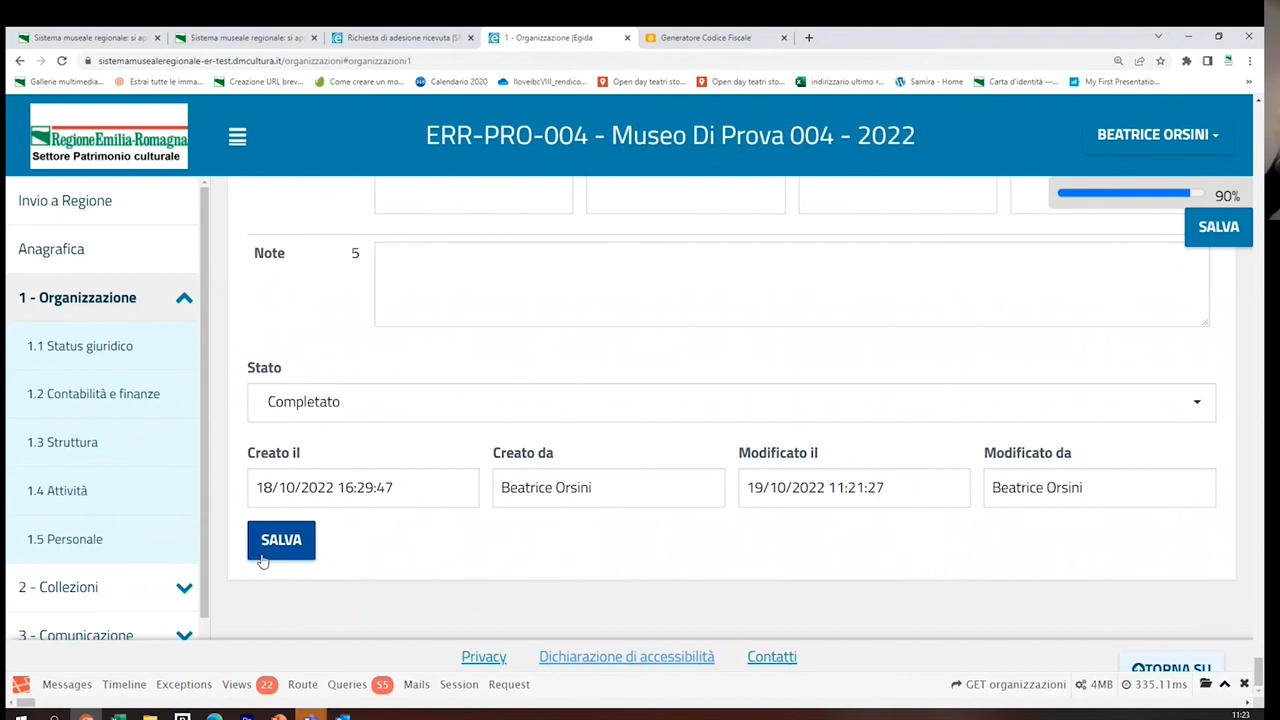 Sistema museale regionale: si ap
Sistema museale regionale: si ap
Richiesta di adesione ricevuta
1 - Organizzazione |Egida
Generatore Codice Fiscale
sistemamusealeregionale-er-test.dmcultura.it/organizzazioni#organizzazioni1
Gallerie multimedia...
Estrai tutte le imma...
Creazione URL brev...
Come creare un mo...
Calendario 2020
IloveibcVIII_rendico...
Open day teatri sto...
Open day teatri sto...
indirizzario ultimo r...
Samira - Home
Carta d'identità —...
My First Presentatio...
»
RegioneEmilia-Romagna
Settore Patrimonio culturale
ERR-PRO-004 - Museo Di Prova 004 - 2022
BEATRICE ORSINI
90%
SALVA
Invio a Regione
Anagrafica
1 - Organizzazione
1.1 Status giuridico
1.2 Contabilità e finanze
1.3 Struttura
1.4 Attività
1.5 Personale
2 - Collezioni
3 - Comunicazione
Note 5
Stato
Completato
Creato il Creato da Modificato il Modificato da
18/10/2022 16:29:47 Beatrice Orsini 19/10/2022 11:21:27 Beatrice Orsini
SALVA
Privacy Dichiarazione di accessibilità Contatti
TORNA SU
Messages Timeline Exceptions Views 22 Route Queries 55 Mails Session Request
GET organizzazioni 4MB 335.11ms
11:23